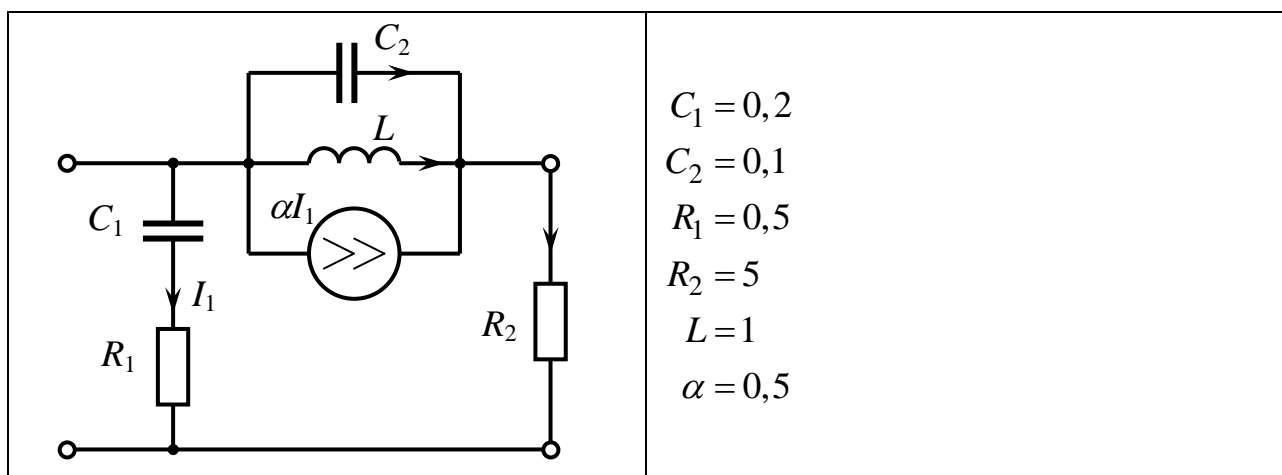 C₂
L
αI₁
C₁
I₁
R₁
R₂
C₁ = 0,2
C₂ = 0,1
R₁ = 0,5
R₂ = 5
L = 1
α = 0,5